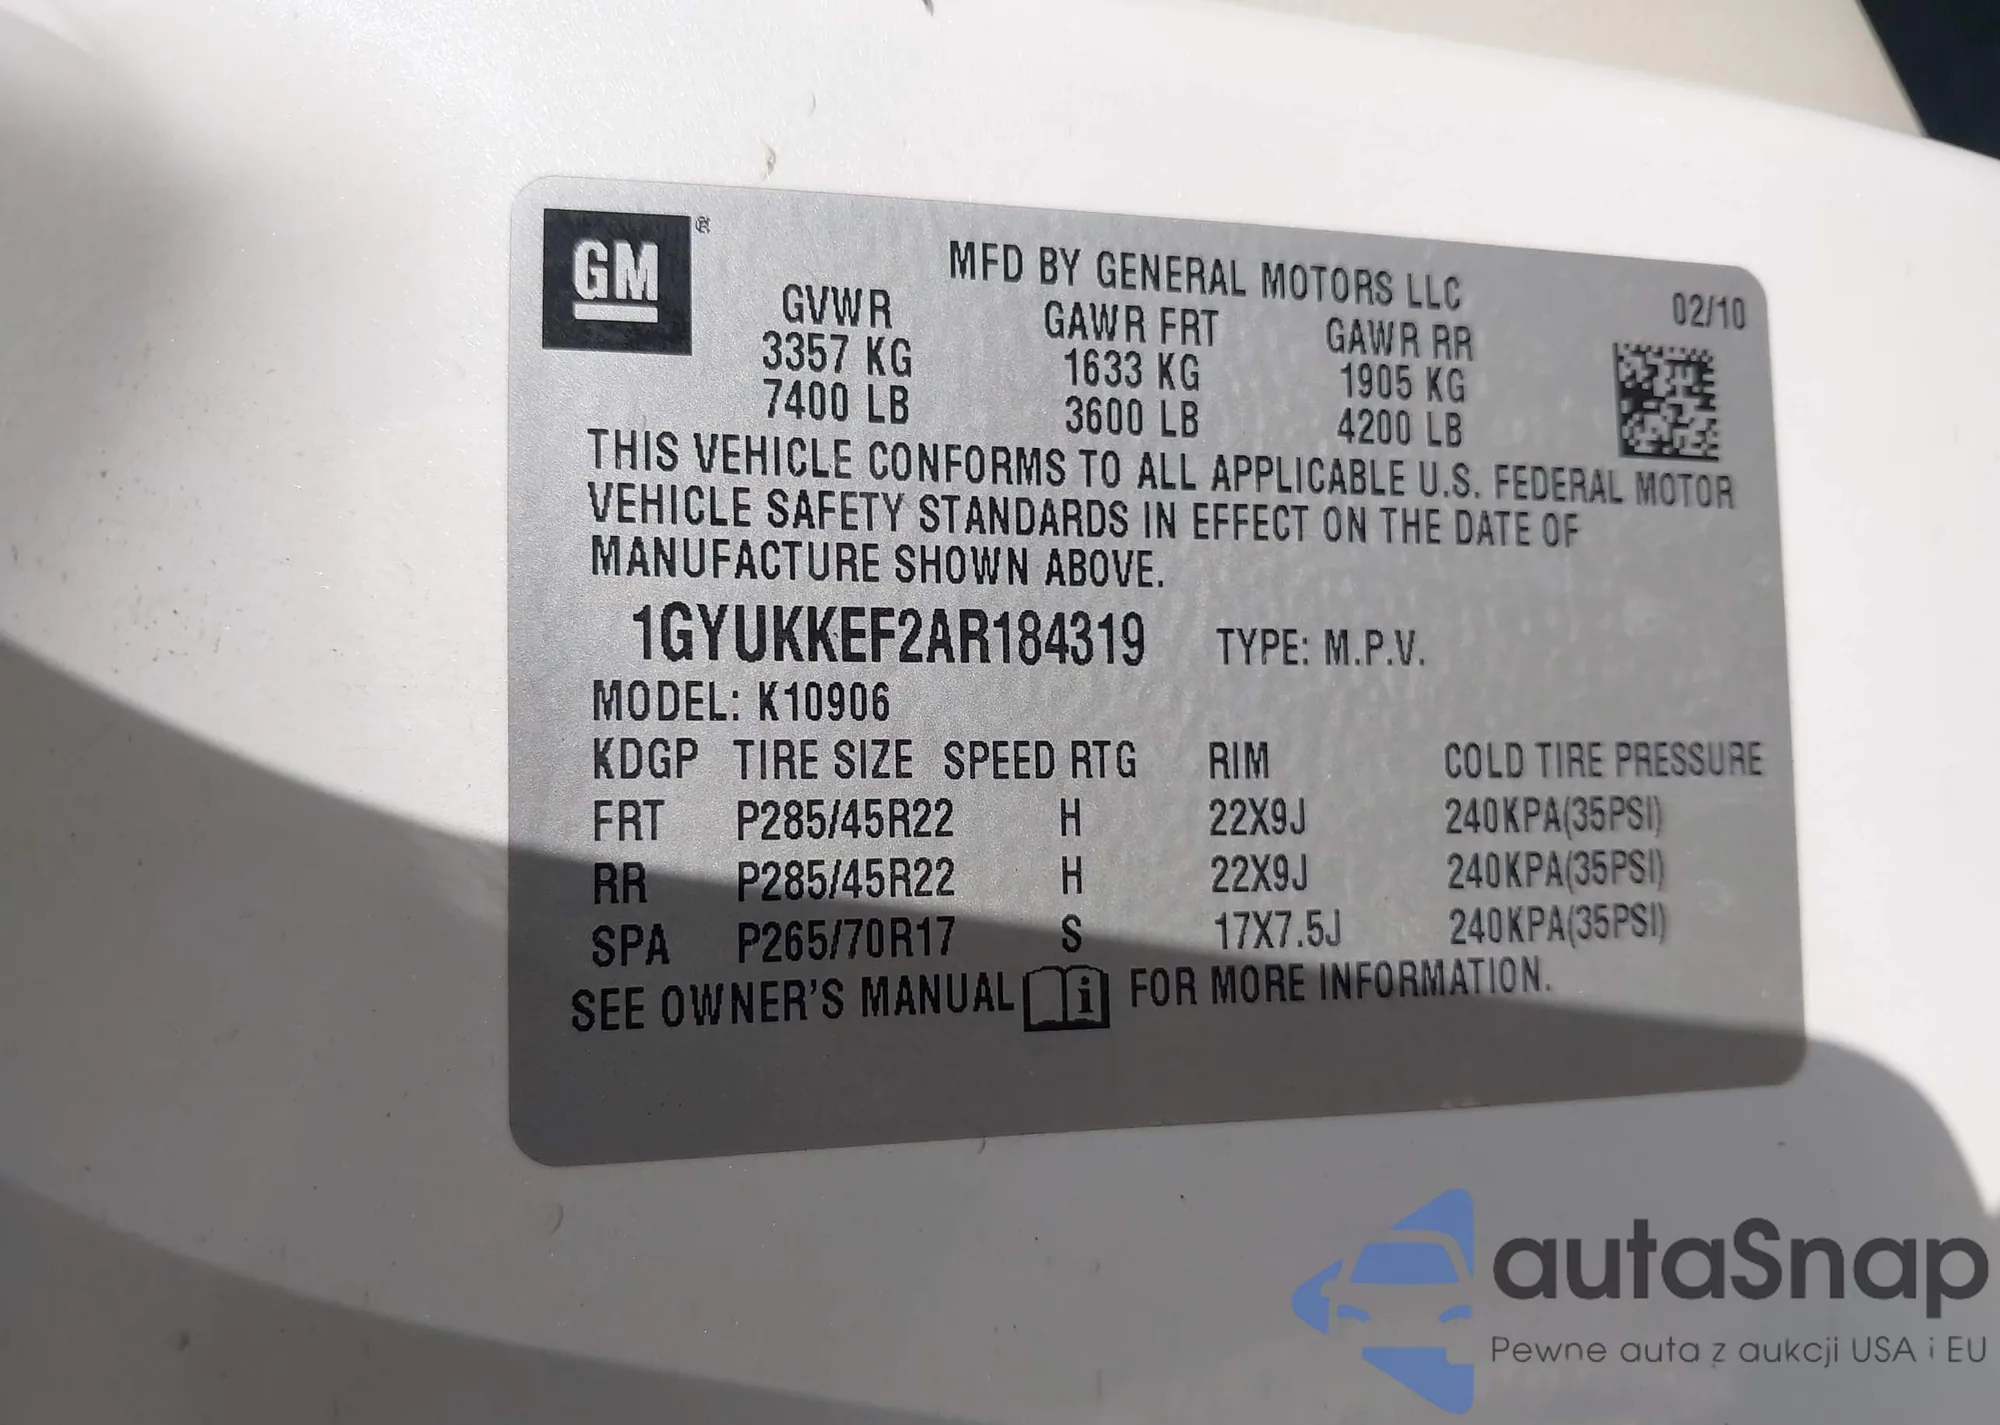 GM
MFD BY GENERAL MOTORS LLC
02/10
GVWR GAWR FRT GAWR RR
3357 KG 1633 KG 1905 KG
7400 LB 3600 LB 4200 LB
THIS VEHICLE CONFORMS TO ALL APPLICABLE U.S. FEDERAL MOTOR
VEHICLE SAFETY STANDARDS IN EFFECT ON THE DATE OF
MANUFACTURE SHOWN ABOVE.
1GYUKKEF2AR184319 TYPE: M.P.V.
MODEL: K10906
KDGP TIRE SIZE SPEED RTG RIM COLD TIRE PRESSURE
FRT P285/45R22 H 22X9J 240KPA(35PSI)
RR P285/45R22 H 22X9J 240KPA(35PSI)
SPA P265/70R17 S 17X7.5J 240KPA(35PSI)
SEE OWNER'S MANUAL i FOR MORE INFORMATION.
autaSnap
Pewne auta z aukcji USA i EU